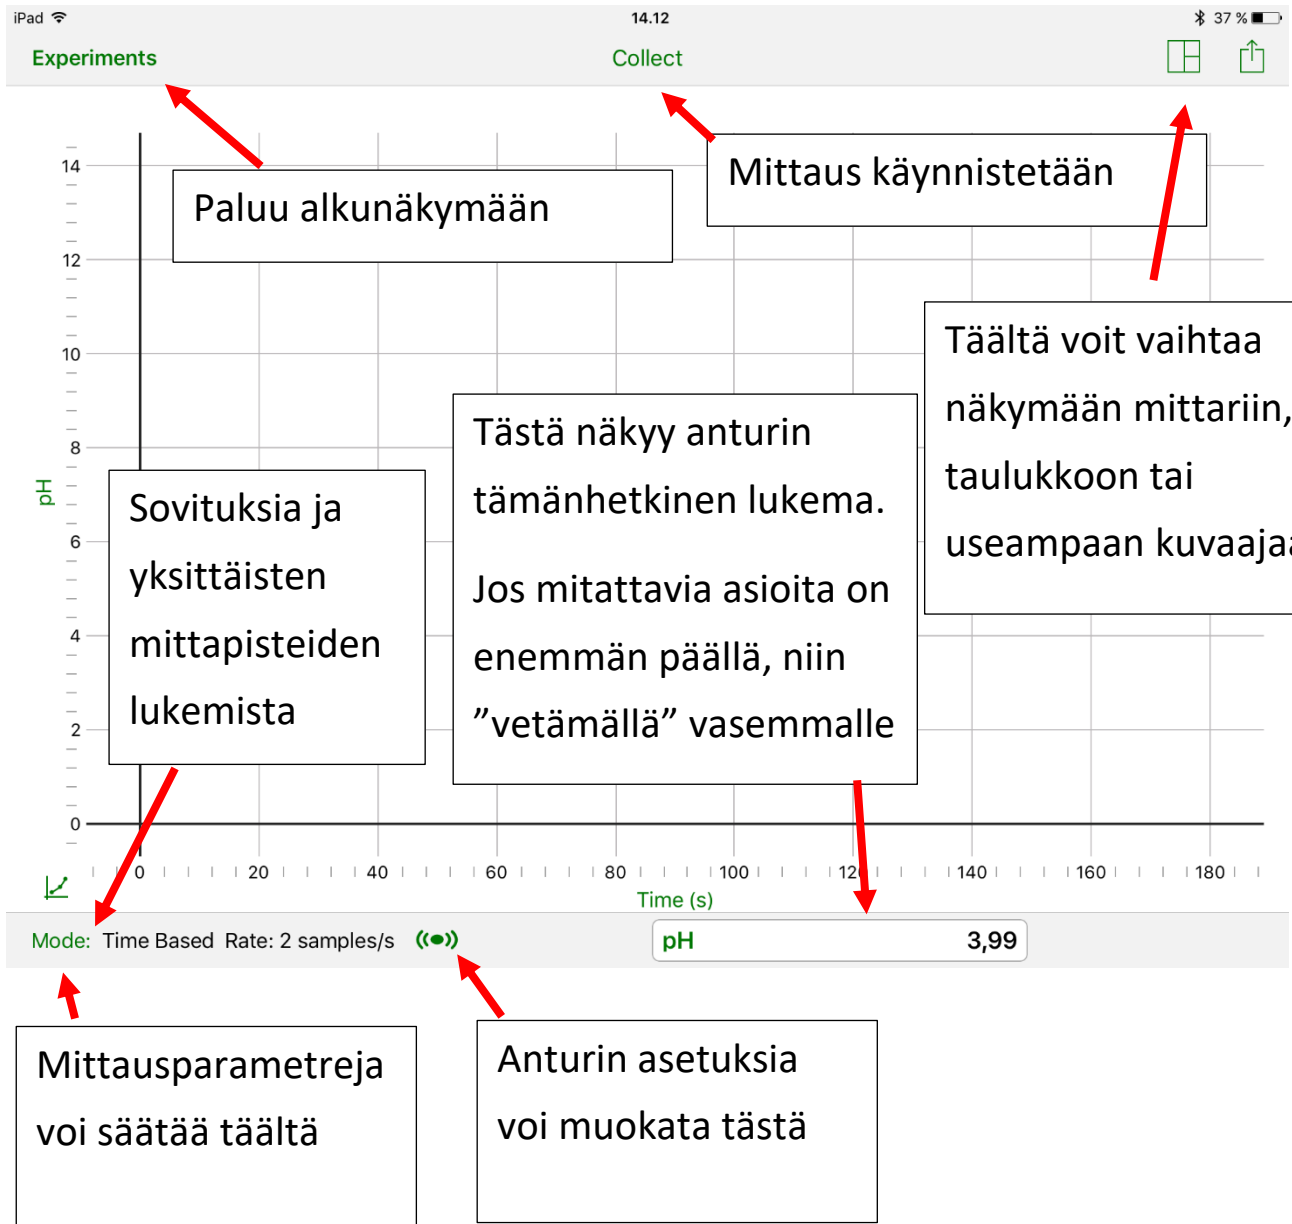 iPad 14.12 37 %
Experiments Collect
Mittaus käynnistetään
Paluu alkunäkymään
Täältä voit vaihtaa
näkymään mittariin,
taulukkoon tai
useampaan kuvaajaa
Tästä näkyy anturin
tämänhetkinen lukema.
Jos mitattavia asioita on
enemmän päällä, niin
”vetämällä” vasemmalle
Sovituksia ja
yksittäisten
mittapisteiden
lukemista
14
12
10
8
6
4
2
0
pH
0 20 40 60 80 100 120 140 160 180
Time (s)
Mode: Time Based Rate: 2 samples/s pH 3,99
Mittausparametreja
voi säätää täältä
Anturin asetuksia
voi muokata tästä